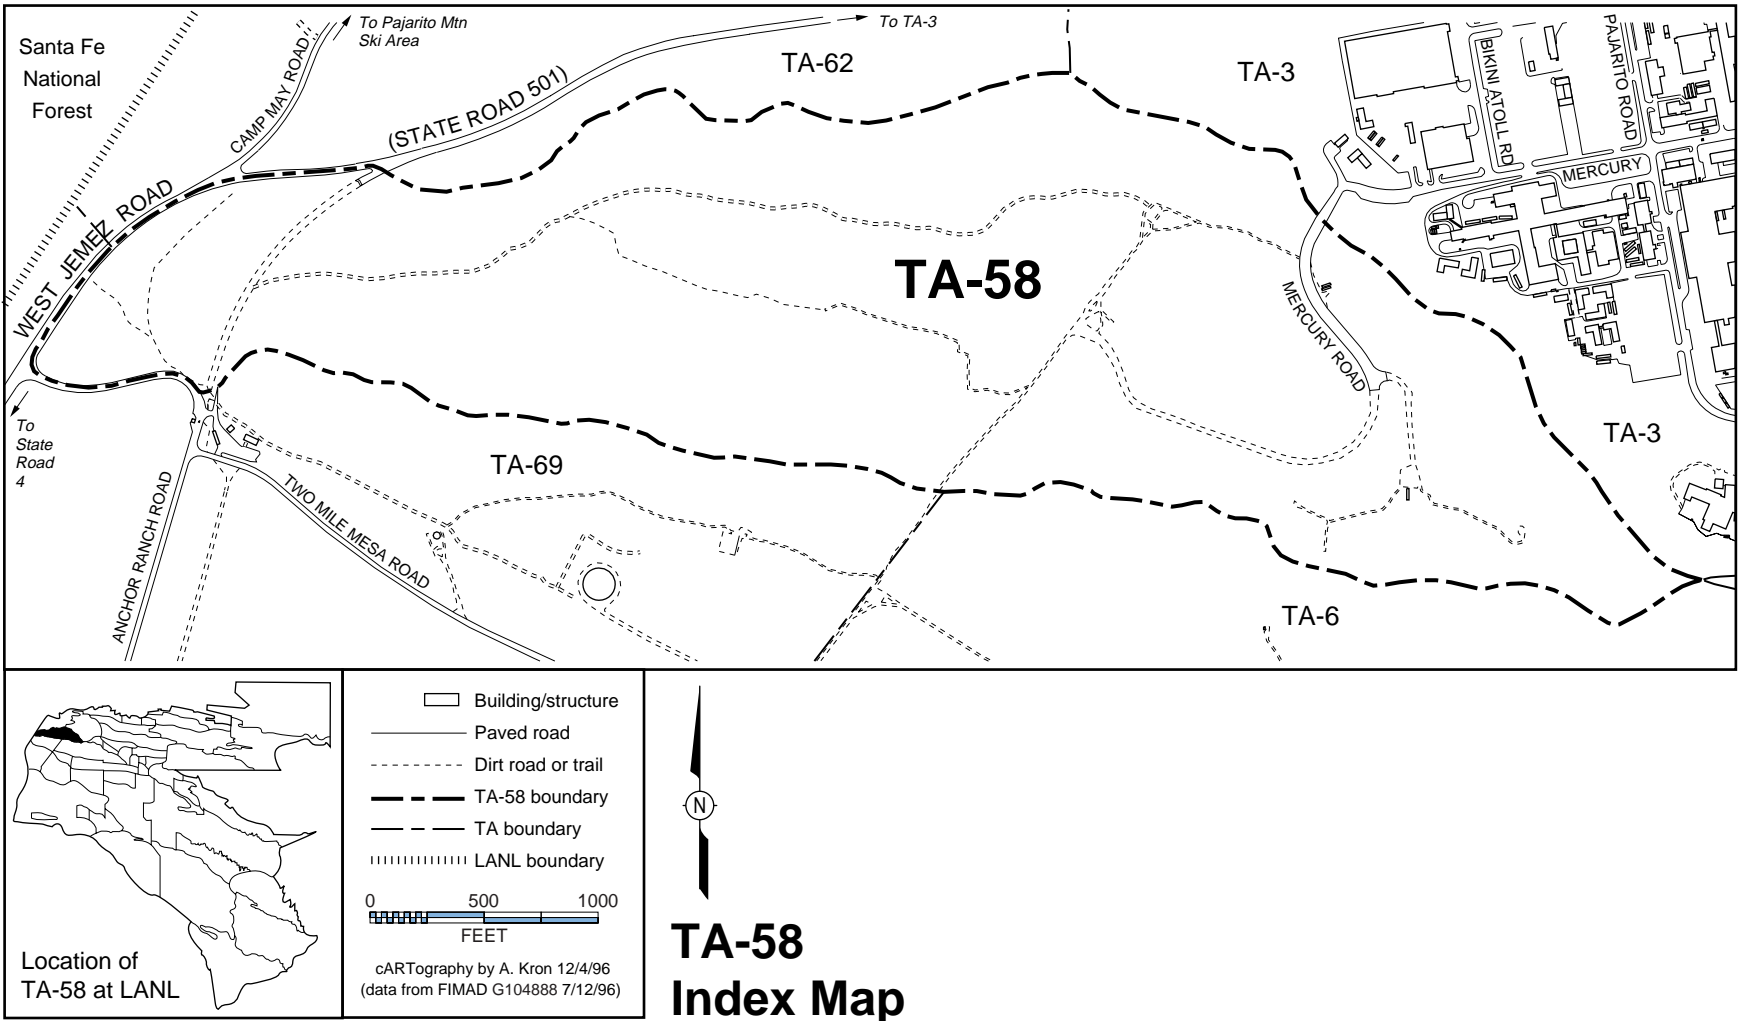 Santa Fe
National
Forest
To Pajarito Mtn
Ski Area
CAMP MAY ROAD
(STATE ROAD 501)
To TA-3
TA-62
TA-3
BIKINI ATOLL RD
PAJARITO ROAD
MERCURY
WEST JEMEZ ROAD
TA-58
MERCURY ROAD
To
State
Road
4
TA-69
TA-3
ANCHOR RANCH ROAD
TWO MILE MESA ROAD
TA-6
Location of
TA-58 at LANL
Building/structure
Paved road
Dirt road or trail
TA-58 boundary
TA boundary
LANL boundary
0 500 1000
FEET
cARTography by A. Kron 12/4/96
(data from FIMAD G104888 7/12/96)
N
TA-58
Index Map